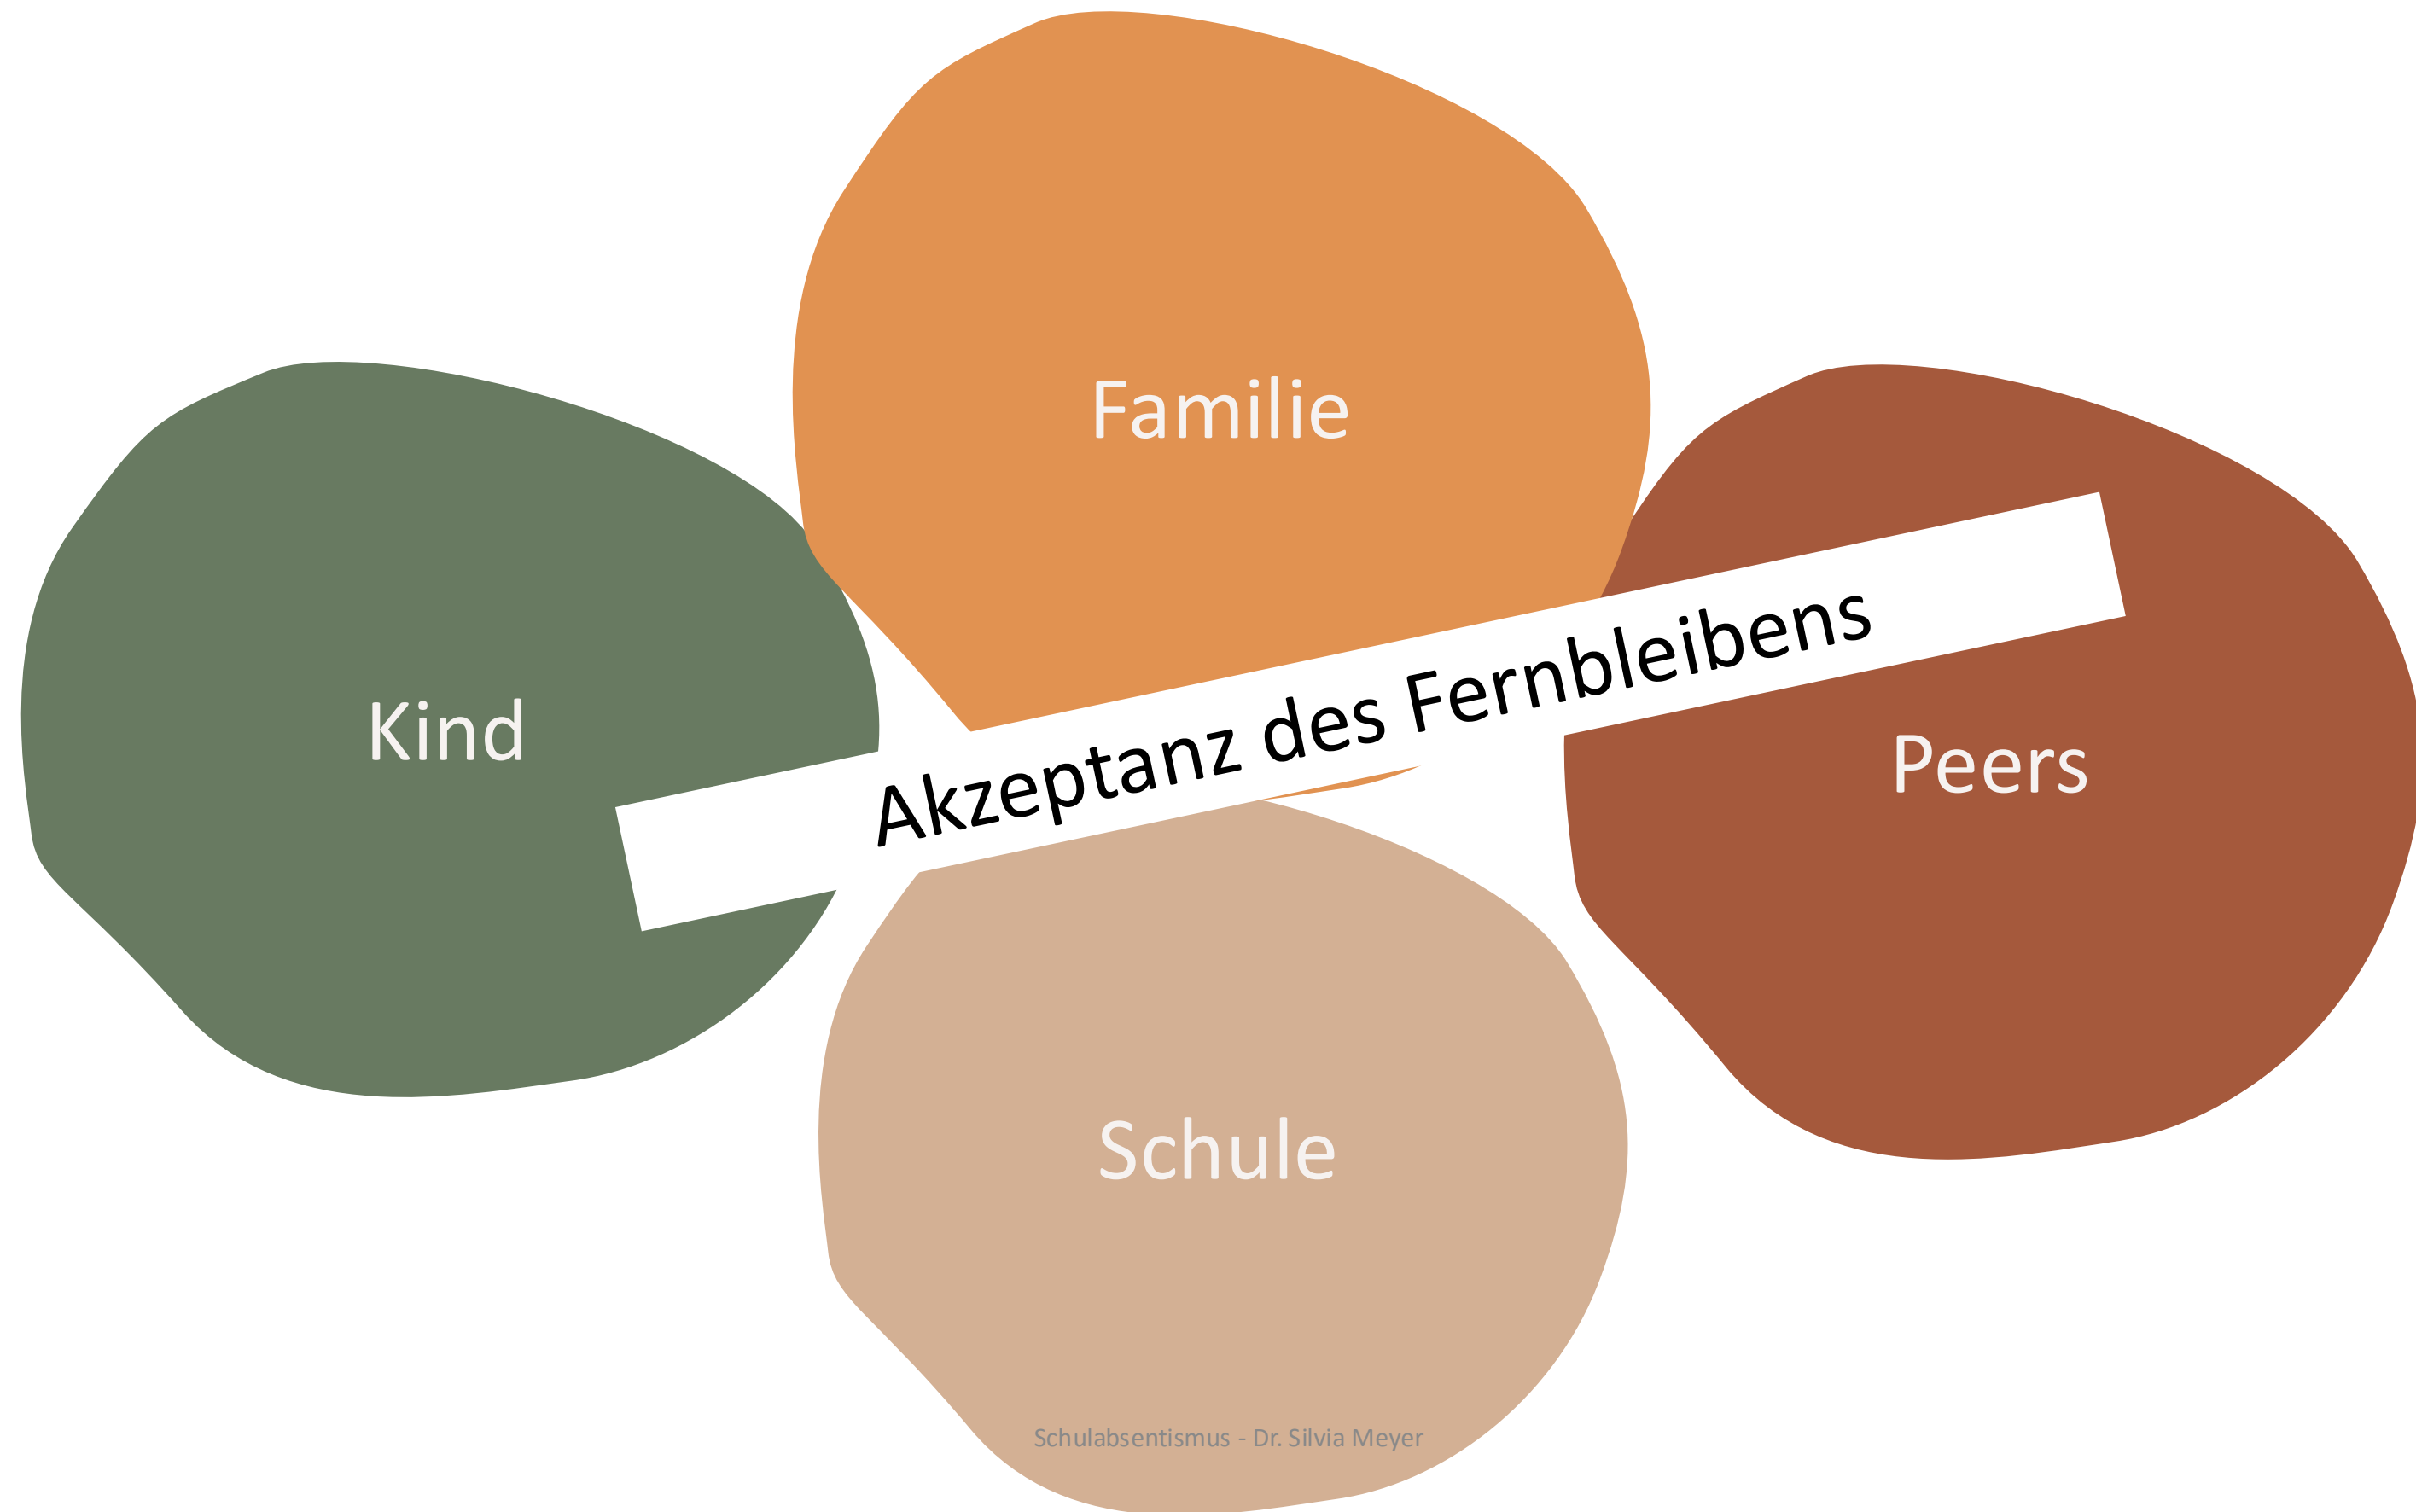 Familie
Kind
Akzeptanz des Fernbleibens
Peers
Schule
Schulabsentismus - Dr. Silvia Meyer